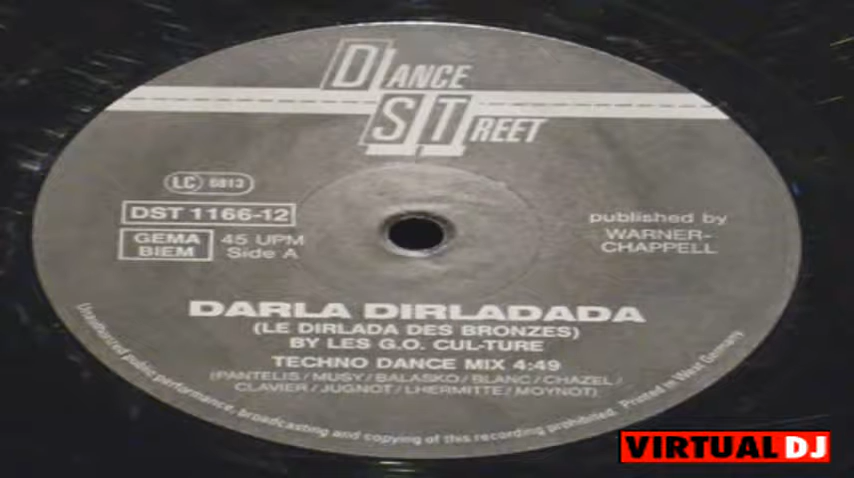 DANCE
STREET
LC 6813
DST 1166-12
GEMA
BIEM
45 UPM
Side A
published by
WARNER-
CHAPPELL
DARLA DIRLADADA
(LE DIRLADA DES BRONZES)
BY LES G.O. CUL-TURE
TECHNO DANCE MIX 4:49
(PANTELIS/MUSY/BALASKO/BLANC/CHAZEL/
CLAVIER/JUGNOT/LHERMITTE/MOYNOT)
Unauthorized public performance, broadcasting and copying of this recording prohibited. Printed in West Germany
VIRTUAL DJ